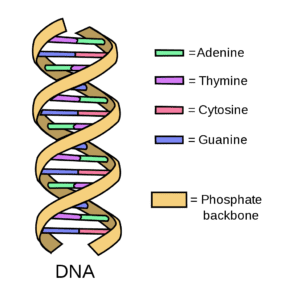 =Adenine
=Thymine
=Cytosine
= Guanine
= Phosphate
backbone
DNA